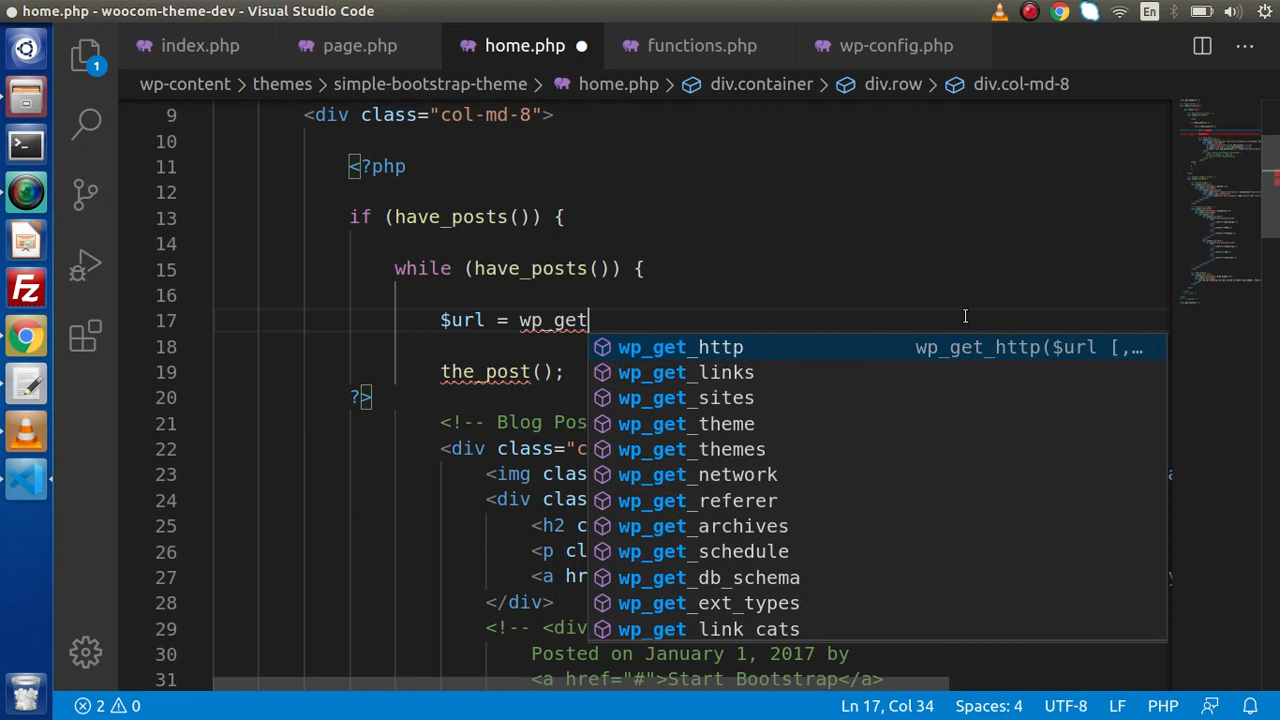 home.php - woocom-theme-dev - Visual Studio Code
En
1
index.php
page.php
home.php
functions.php
wp-config.php
wp-content > themes > simple-bootstrap-theme > home.php > div.container > div.row > div.col-md-8
9 <div class="col-md-8">
10
11 <?php
12
13 if (have_posts()) {
14
15 while (have_posts()) {
16
17 $url = wp_get
18
19 the_post();
20 ?>
21 <!-- Blog Pos
22 <div class="c
23 <img clas
24 <div clas
25 <h2 c
26 <p cl
27 <a hr
28 </div>
29 <!-- <div
30 Posted on January 1, 2017 by
31 <a href="#">Start Bootstrap</a>
wp_get_http wp_get_http($url [,…
wp_get_links
wp_get_sites
wp_get_theme
wp_get_themes
wp_get_network
wp_get_referer
wp_get_archives
wp_get_schedule
wp_get_db_schema
wp_get_ext_types
wp_get_link_cats
2 0
Ln 17, Col 34
Spaces: 4
UTF-8
LF
PHP